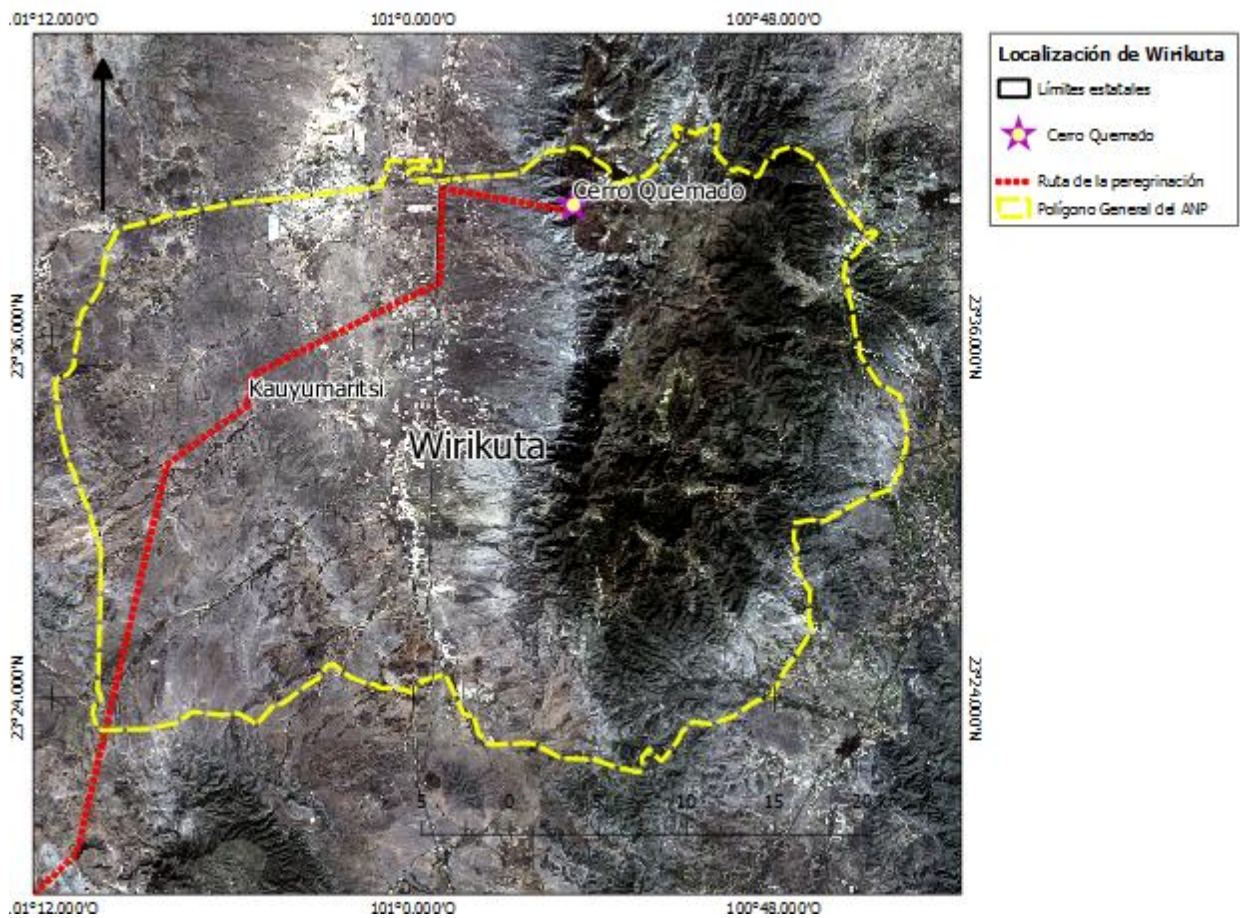 .01°12.000'O 101°0.000'O 100°48.000'O
Localización de Wirikuta
Límites estatales
Cerro Quemado
Ruta de la peregrinación
Polígono General del ANP
Cerro Quemado
23°36.000'N
23°36.000'N
Kauyumaritsi
Wirikuta
23°24.000'N
23°24.000'N
5 0 5 10 15 20 km
.01°12.000'O 101°0.000'O 100°48.000'O